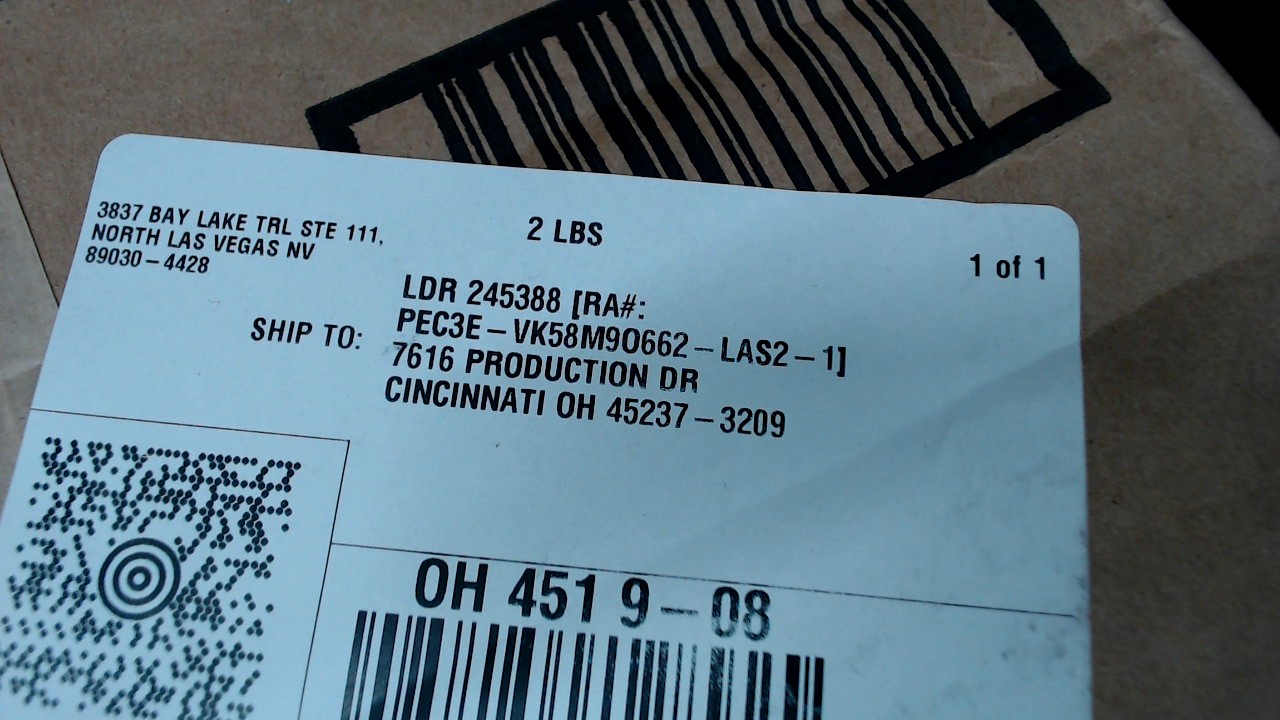 3837 BAY LAKE TRL STE 111,
NORTH LAS VEGAS NV
89030-4428
2 LBS
1 of 1
SHIP TO:
LDR 245388 [RA#:
PEC3E-VK58M9O662-LAS2-1]
7616 PRODUCTION DR
CINCINNATI OH 45237-3209
OH 451 9-08